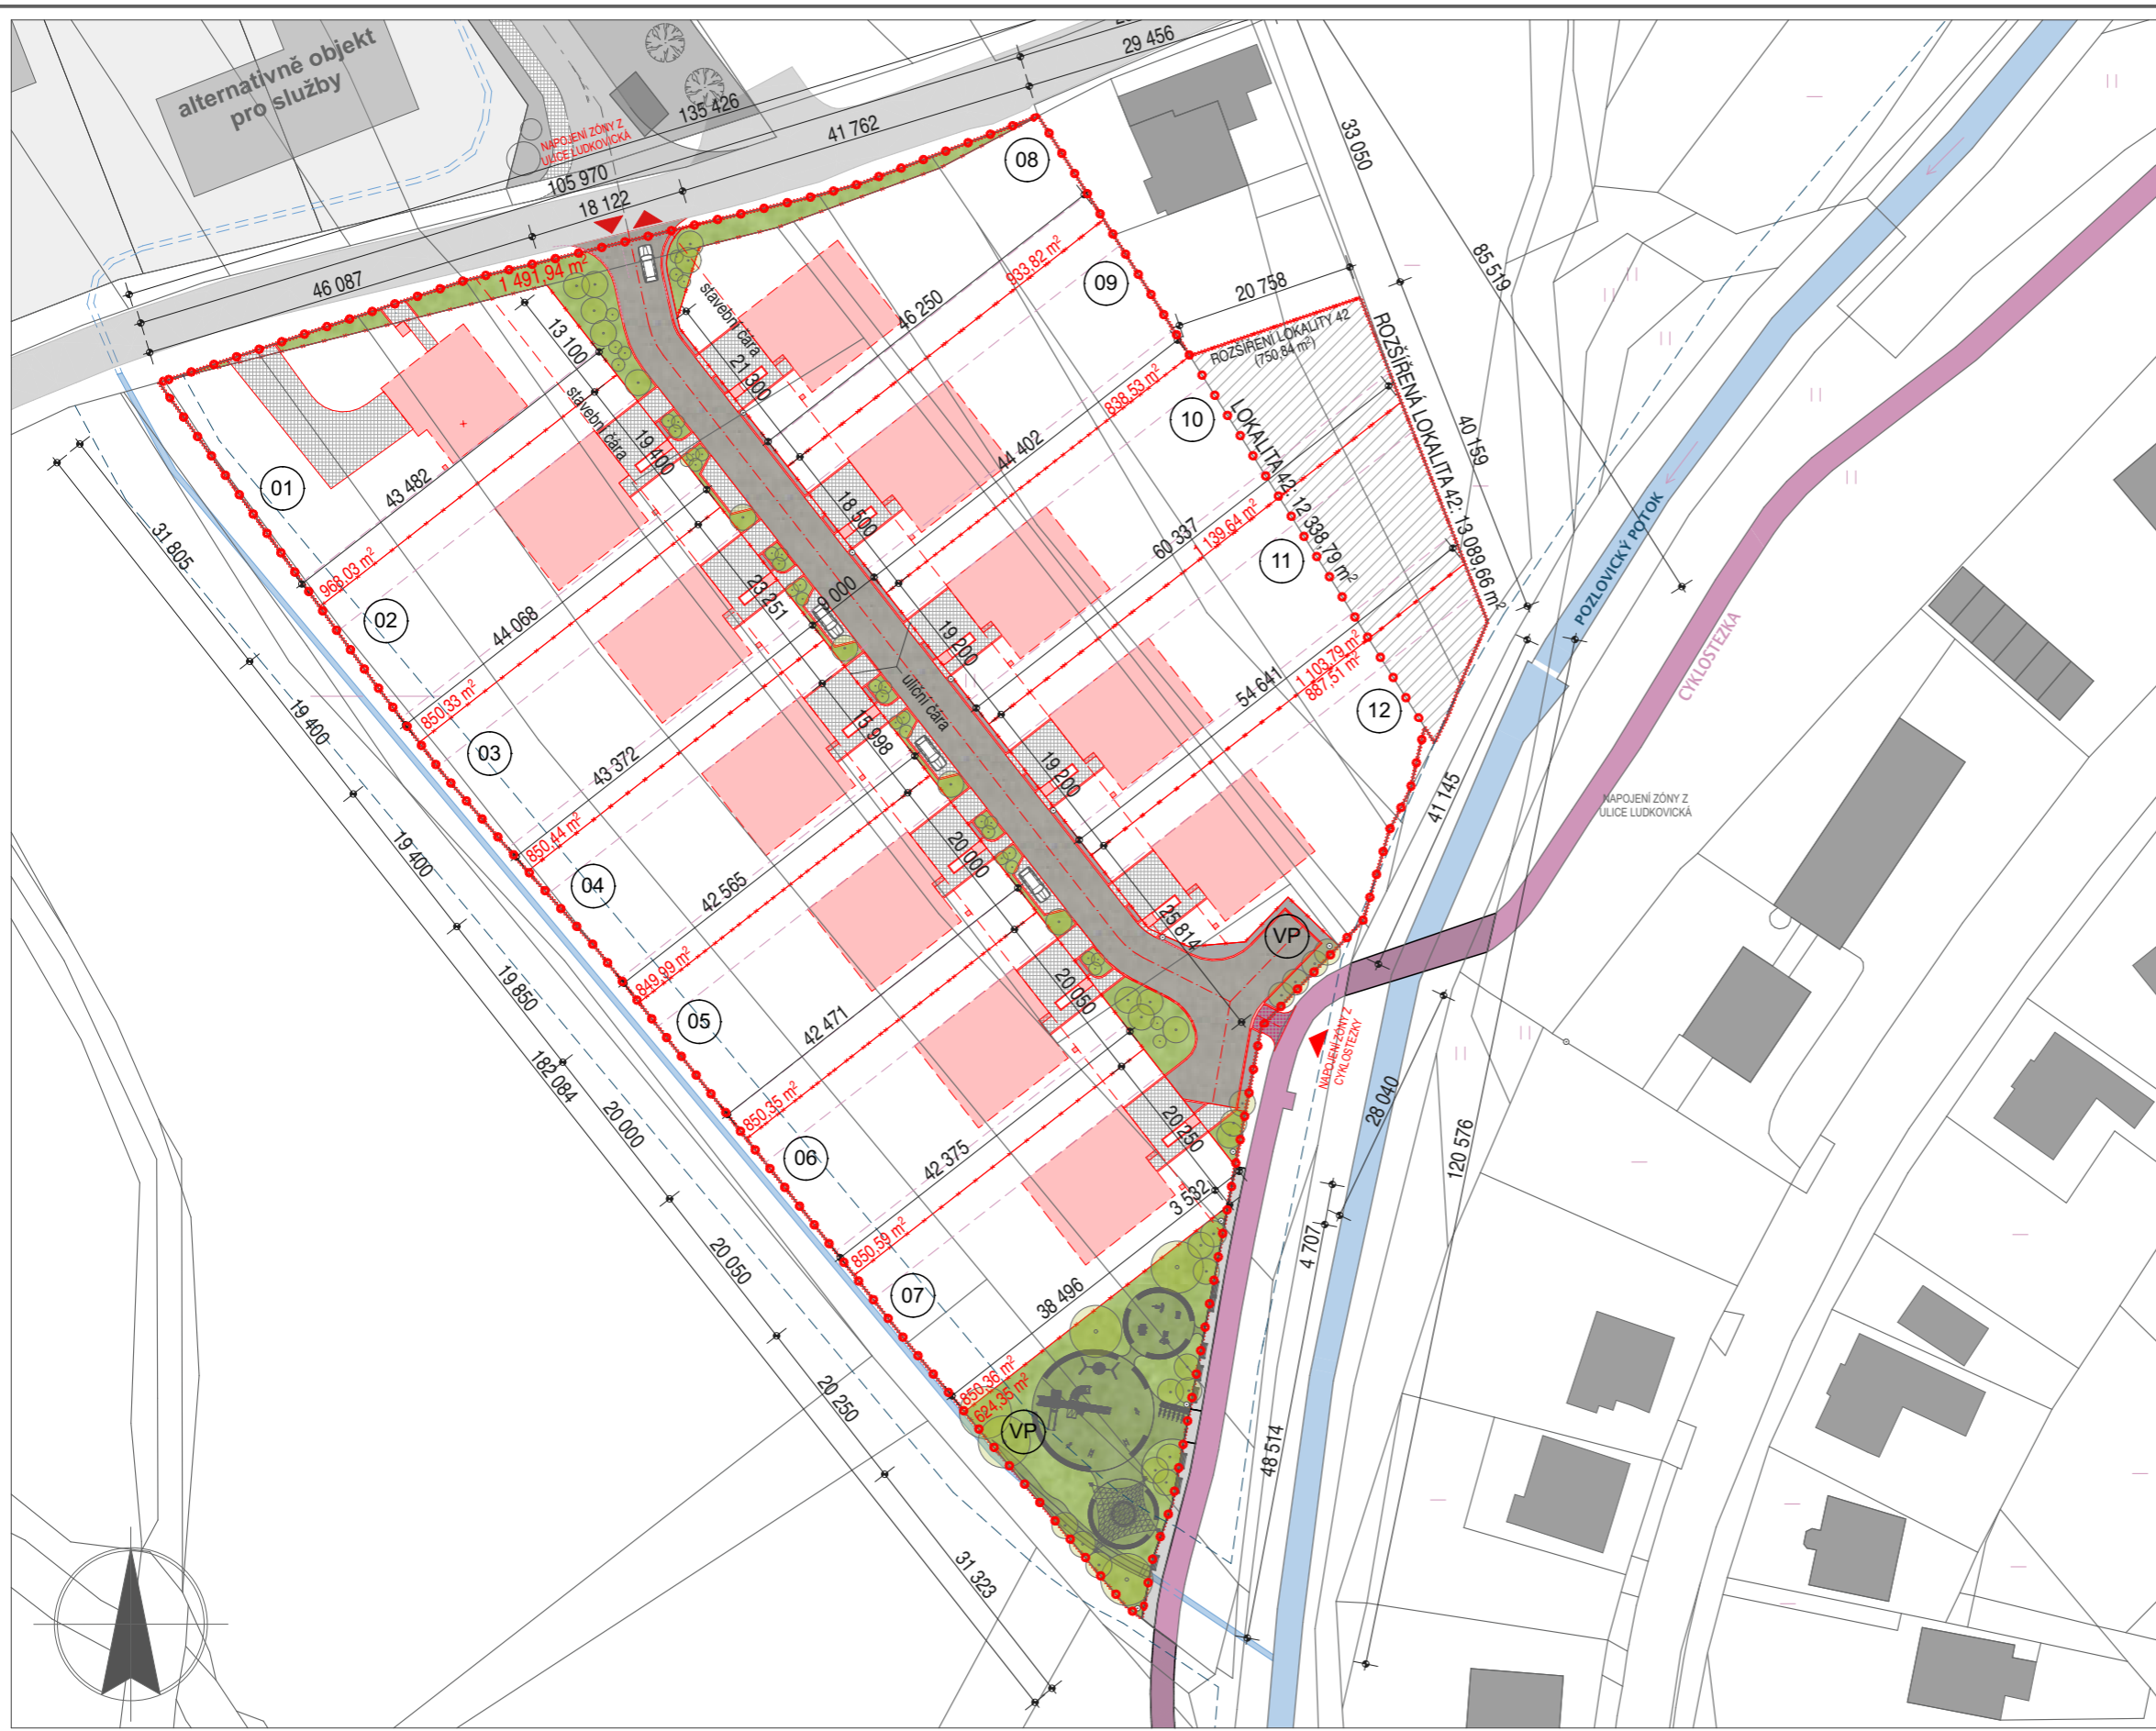 alternativně objekt
pro služby
NAPOJENÍ ZÓNY Z
ULICE LUDKOVICKÁ
135 426
29 456
41 762
105 970
18 122
46 087
1 491,94 m²
33 050
85 519
20 758
40 159
ROZŠÍŘENÍ LOKALITY 42
(750,84 m²)
ROZŠÍŘENÁ LOKALITA 42: 13 089,66 m²
LOKALITA 42: 12 338,79 m²
POZLOVICKÝ POTOK
CYKLOSTEZKA
NAPOJENÍ ZÓNY Z
ULICE LUDKOVICKÁ
NAPOJENÍ ZÓNY Z
CYKLOSTEZKY
08
09
10
11
12
01
02
03
04
05
06
07
VP
VP
stavební čára
stavební čára
uliční čára
13 100
21 300
19 400
18 500
23 251
9 000
19 200
15 998
19 200
20 000
25 814
20 050
20 250
3 532
46 250
933,82 m²
44 402
838,53 m²
60 337
1 139,64 m²
54 641
1 103,79 m²
887,51 m²
43 482
968,03 m²
44 068
850,33 m²
43 372
850,44 m²
42 565
849,99 m²
42 471
850,35 m²
42 375
850,59 m²
38 496
850,36 m²
624,35 m²
31 805
19 400
19 400
19 850
182 084
20 000
20 050
20 250
31 323
41 145
28 040
120 576
4 707
48 514